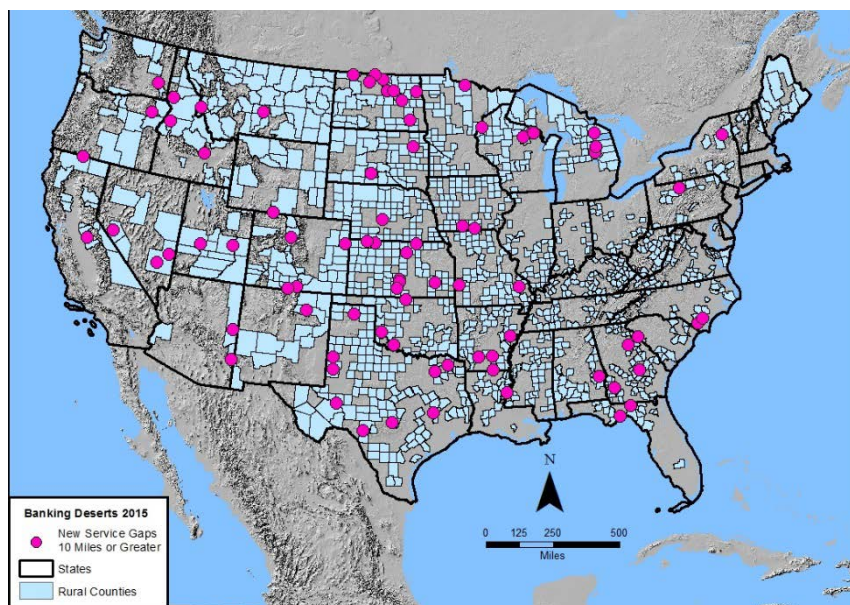 N
0 125 250 500
Miles
Banking Deserts 2015
New Service Gaps
10 Miles or Greater
States
Rural Counties